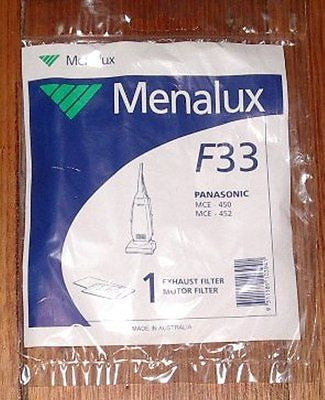 Menalux
Menalux
F33
PANASONIC
MCE - 450
MCE - 452
1 EXHAUST FILTER
MOTOR FILTER
MADE IN AUSTRALIA